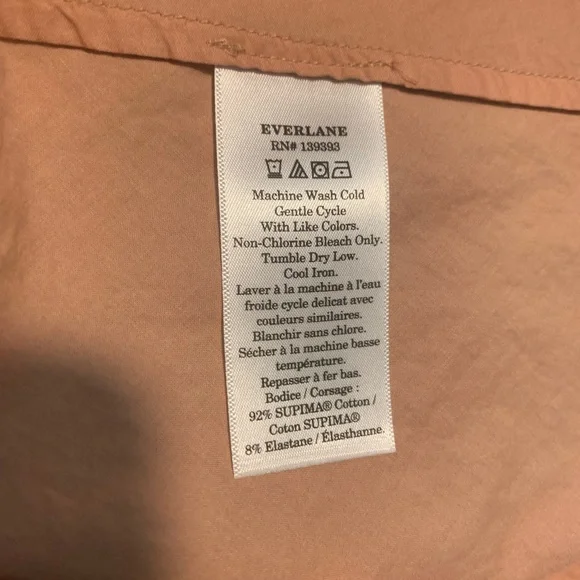 EVERLANE
RN# 139393
Machine Wash Cold
Gentle Cycle
With Like Colors.
Non-Chlorine Bleach Only.
Tumble Dry Low.
Cool Iron.
Laver à la machine à l'eau
froide cycle delicat avec
couleurs similaires.
Blanchir sans chlore.
Sécher à la machine basse
température.
Repasser à fer bas.
Bodice / Corsage :
92% SUPIMA® Cotton /
Coton SUPIMA®
8% Elastane / Élasthanne.